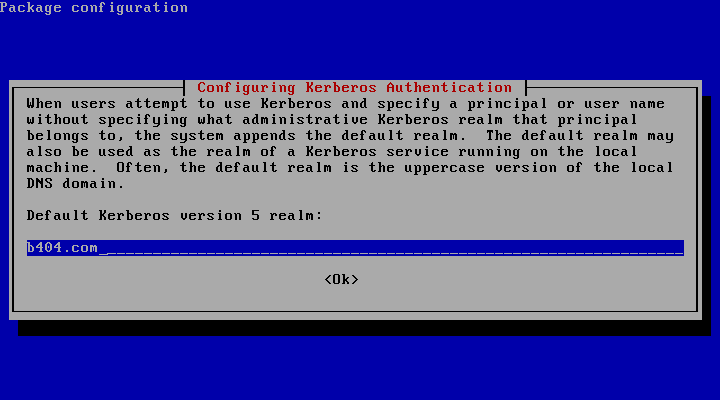 Package configuration
Configuring Kerberos Authentication
When users attempt to use Kerberos and specify a principal or user name
without specifying what administrative Kerberos realm that principal
belongs to, the system appends the default realm.  The default realm may
also be used as the realm of a Kerberos service running on the local
machine.  Often, the default realm is the uppercase version of the local
DNS domain.
Default Kerberos version 5 realm:
b404.com
<Ok>